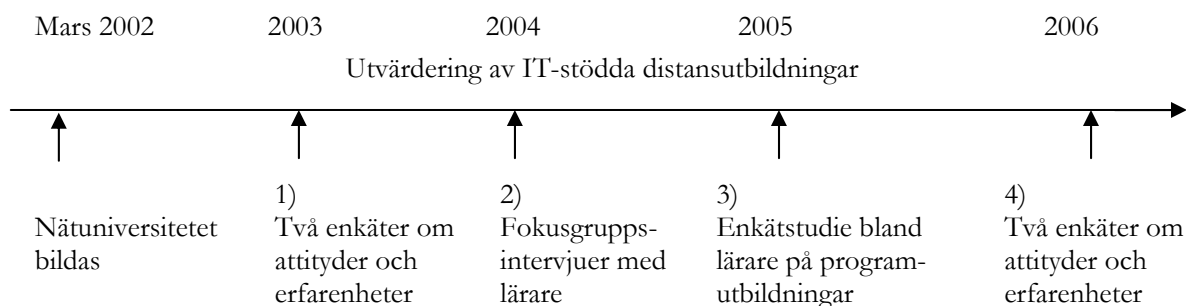 Mars 2002 2003 2004 2005 2006
Utvärdering av IT-stödda distansutbildningar
Nätuniversitetet
bildas
1)
Två enkäter om
attityder och
erfarenheter
2)
Fokusgrupps-
intervjuer med
lärare
3)
Enkätstudie bland
lärare på program-
utbildningar
4)
Två enkäter om
attityder och
erfarenheter